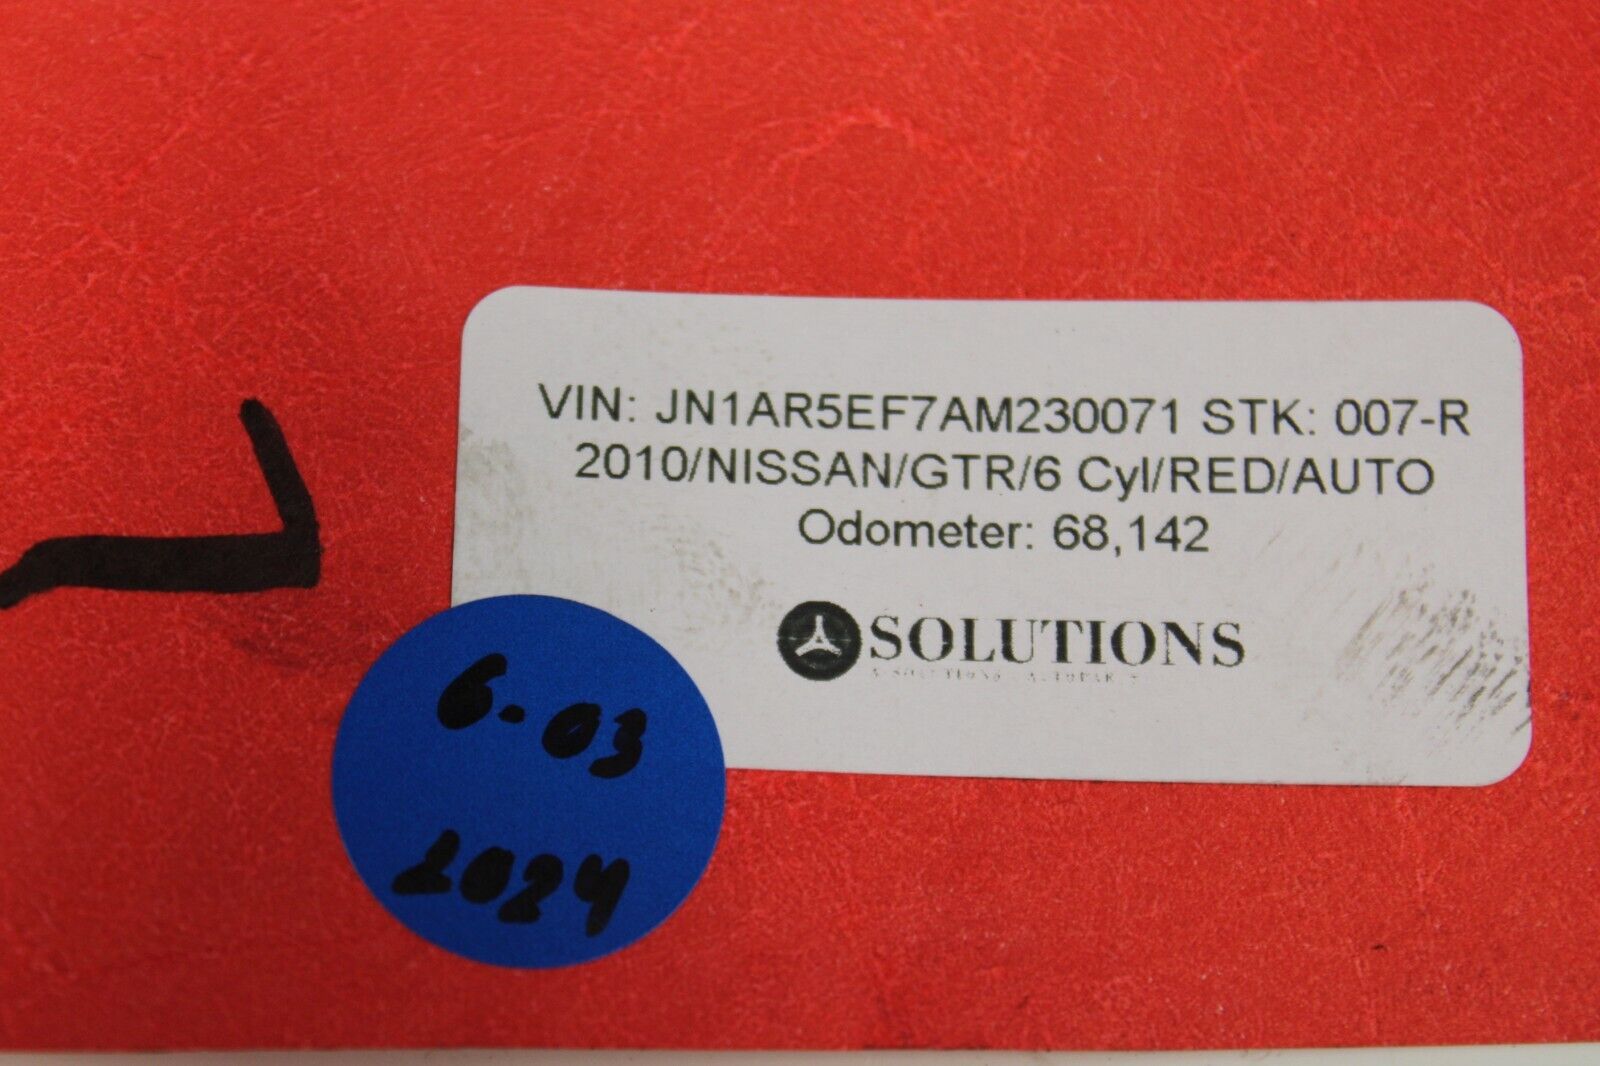 VIN: JN1AR5EF7AM230071 STK: 007-R
2010/NISSAN/GTR/6 Cyl/RED/AUTO
Odometer: 68,142
SOLUTIONS
6-03
2024